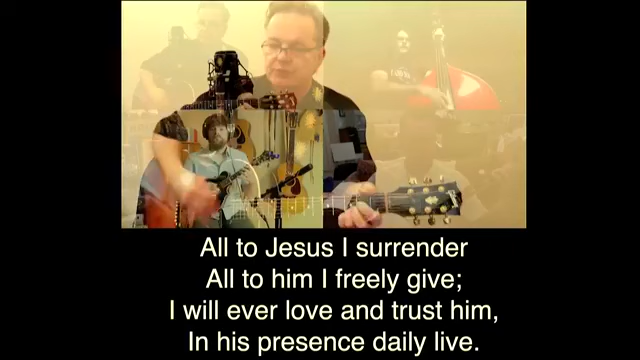 All to Jesus I surrender
All to him I freely give;
I will ever love and trust him,
In his presence daily live.